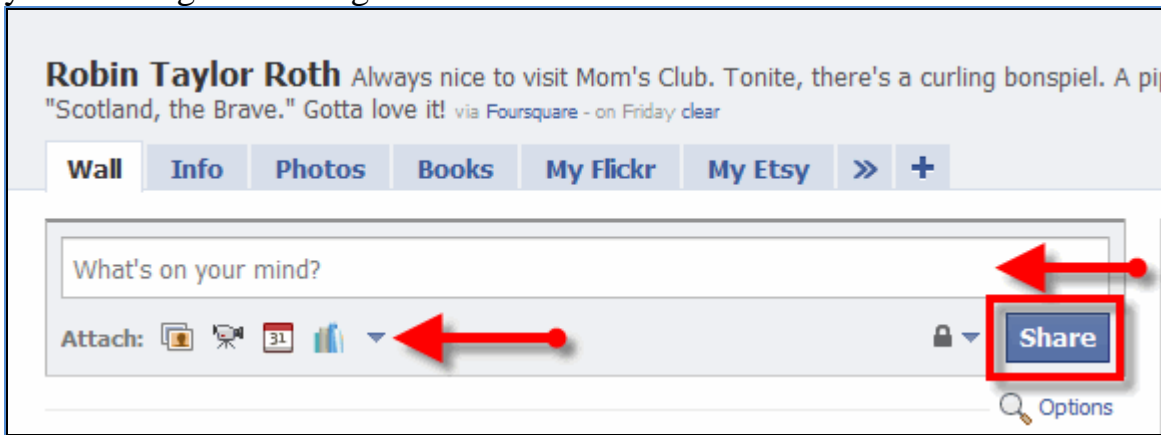 Robin Taylor Roth Always nice to visit Mom's Club. Tonite, there's a curling bonspiel. A
"Scotland, the Brave." Gotta love it! via Foursquare - on Friday clear
Wall Info Photos Books My Flickr My Etsy » +
What's on your mind?
Attach: 31 Share
Options